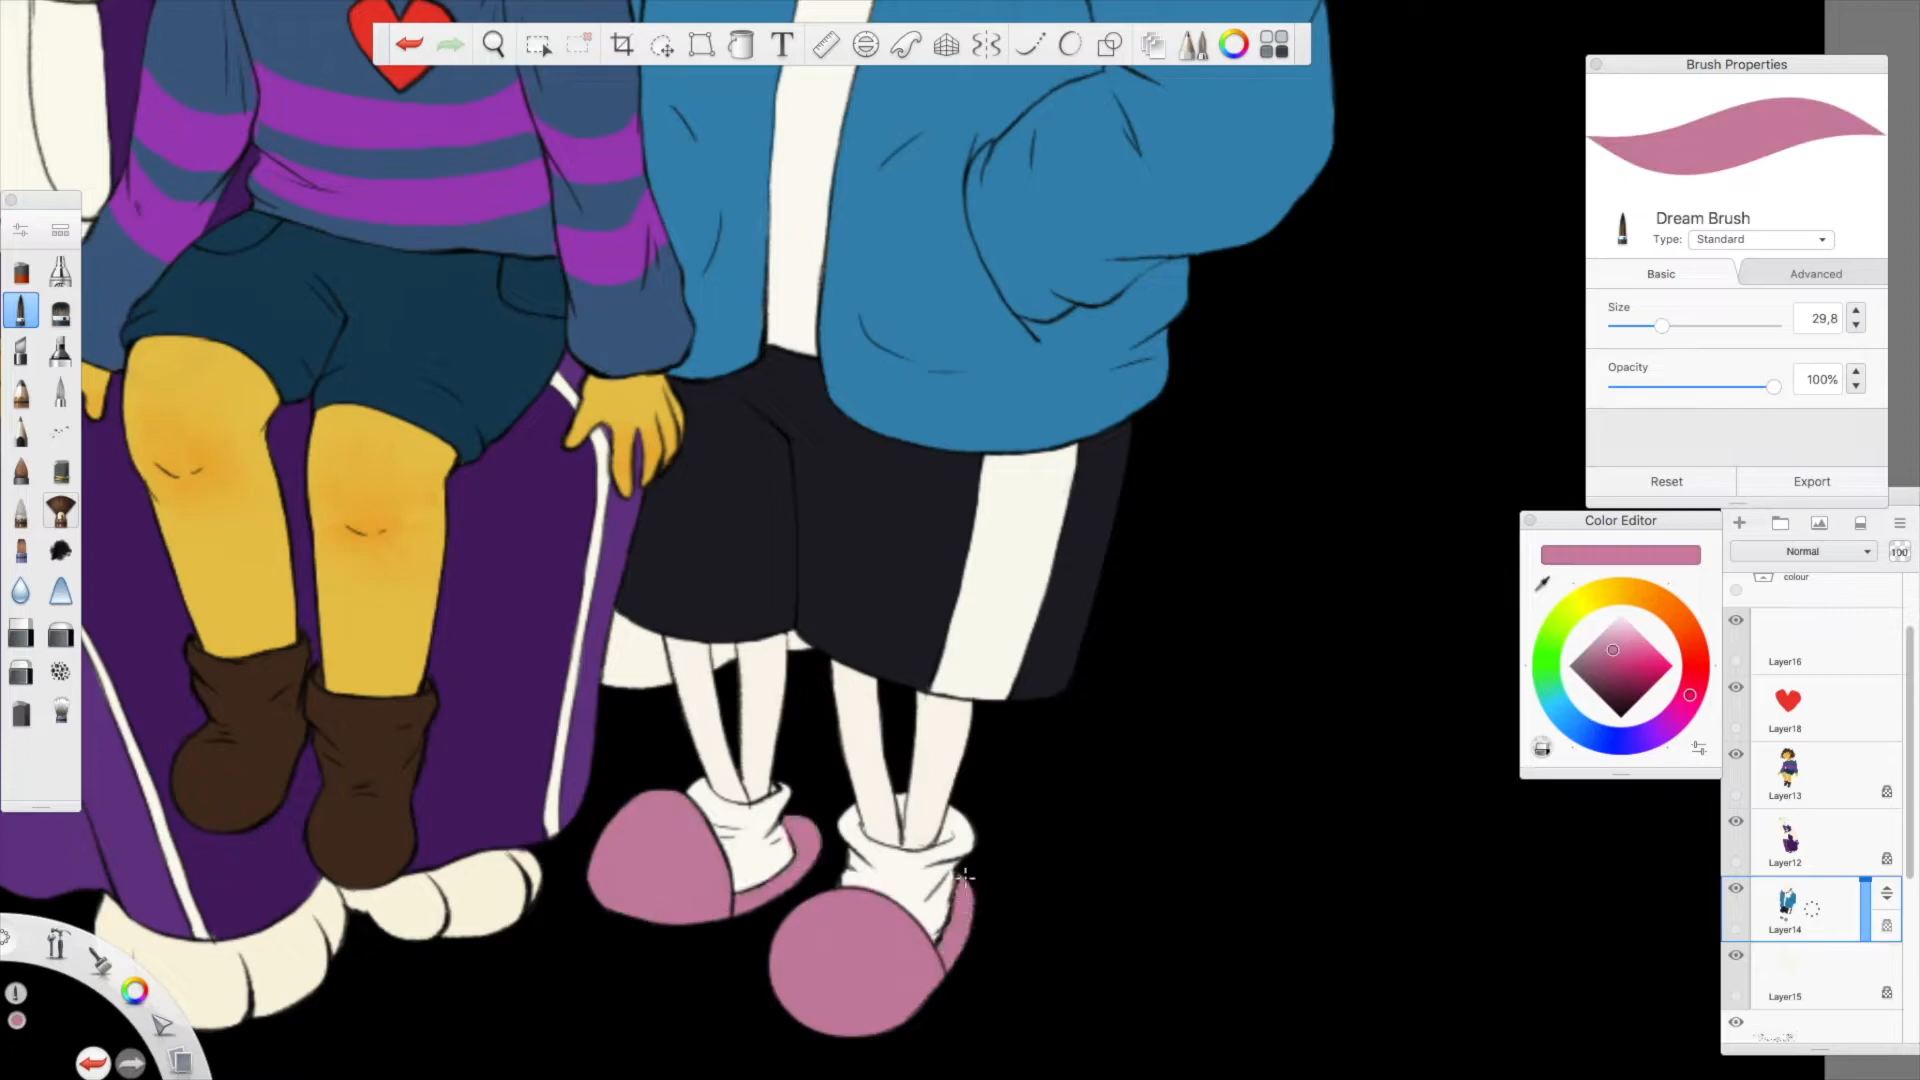 T
Brush Properties
Dream Brush
Type: Standard
Basic
Advanced
Size
29,8
Opacity
100%
Reset
Export
Color Editor
Normal
100
colour
Layer16
Layer18
Layer13
Layer12
Layer14
Layer15